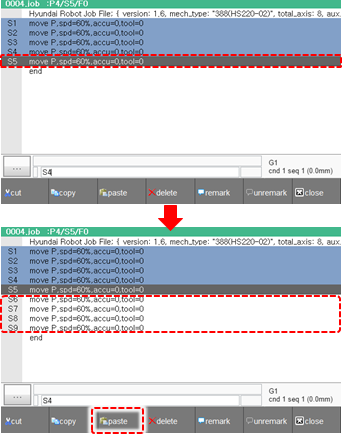 0004.job :P4/S5/F0
Hyundai Robot Job File; { version: 1.6, mech_type: "388(HS220-02)", total_axis: 8, aux.
S1 move P,spd=60%,accu=0,tool=0
S2 move P,spd=60%,accu=0,tool=0
S3 move P,spd=60%,accu=0,tool=0
S4 move P,spd=60%,accu=0,tool=0
S5 move P,spd=60%,accu=0,tool=0
end
...
S4
G1
cnd 1 seq 1 (0.0mm)
cut copy paste delete remark unremark close
0004.job :P4/S5/F0
Hyundai Robot Job File; { version: 1.6, mech_type: "388(HS220-02)", total_axis: 8, aux.
S1 move P,spd=60%,accu=0,tool=0
S2 move P,spd=60%,accu=0,tool=0
S3 move P,spd=60%,accu=0,tool=0
S4 move P,spd=60%,accu=0,tool=0
S5 move P,spd=60%,accu=0,tool=0
S6 move P,spd=60%,accu=0,tool=0
S7 move P,spd=60%,accu=0,tool=0
S8 move P,spd=60%,accu=0,tool=0
S9 move P,spd=60%,accu=0,tool=0
end
...
S4
G1
cnd 1 seq 1 (0.0mm)
cut copy paste delete remark unremark close